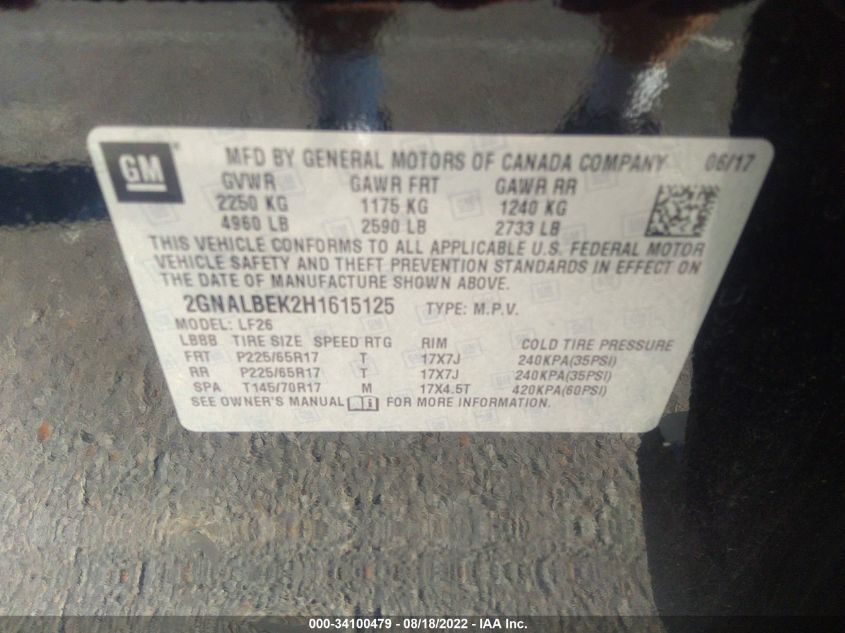 GM MFD BY GENERAL MOTORS OF CANADA COMPANY 06/17
GVWR GAWR FRT GAWR RR
2250 KG 1175 KG 1240 KG
4960 LB 2590 LB 2733 LB
THIS VEHICLE CONFORMS TO ALL APPLICABLE U.S. FEDERAL MOTOR
VEHICLE SAFETY AND THEFT PREVENTION STANDARDS IN EFFECT ON
THE DATE OF MANUFACTURE SHOWN ABOVE.
2GNALBEK2H1615125 TYPE: M.P.V.
MODEL: LF26
LBBB TIRE SIZE SPEED RTG RIM COLD TIRE PRESSURE
FRT P225/65R17 T 17X7J 240KPA(35PSI)
RR P225/65R17 T 17X7J 240KPA(35PSI)
SPA T145/70R17 M 17X4.5T 420KPA(60PSI)
SEE OWNER'S MANUAL FOR MORE INFORMATION.
000-34100479 - 08/18/2022 - IAA Inc.